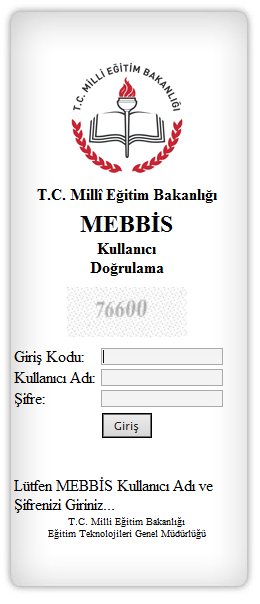 T.C. MİLLİ EĞİTİM BAKANLIĞI
T.C. Millî Eğitim Bakanlığı
MEBBİS
Kullanıcı
Doğrulama
76600
Giriş Kodu:
Kullanıcı Adı:
Şifre:
Giriş
Lütfen MEBBİS Kullanıcı Adı ve
Şifrenizi Giriniz...
T.C. Milli Eğitim Bakanlığı
Eğitim Teknolojileri Genel Müdürlüğü